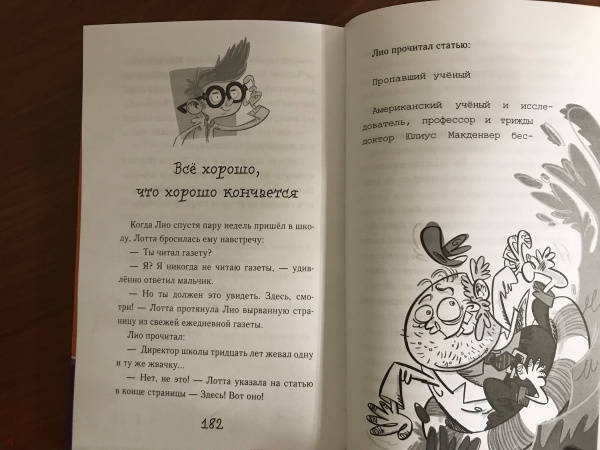 Всё хорошо,
что хорошо кончается
Когда Лио спустя пару недель пришёл в шко-
лу, Лотта бросилась ему навстречу:
— Ты читал газету?
— Я? Я никогда не читаю газеты, — удив-
лённо ответил мальчик.
— Но ты должен это увидеть. Здесь, смо-
три! — Лотта протянула Лио вырванную стра-
ницу из свежей ежедневной газеты.
Лио прочитал:
— Директор школы тридцать лет жевал одну
и ту же жвачку...
— Нет, не это! — Лотта указала на статью
в конце страницы — Здесь! Вот оно!
182
Лио прочитал статью:
Пропавший учёный
Американский учёный и иссле-
дователь, профессор и трижды
доктор Юлиус Макденвер бес-